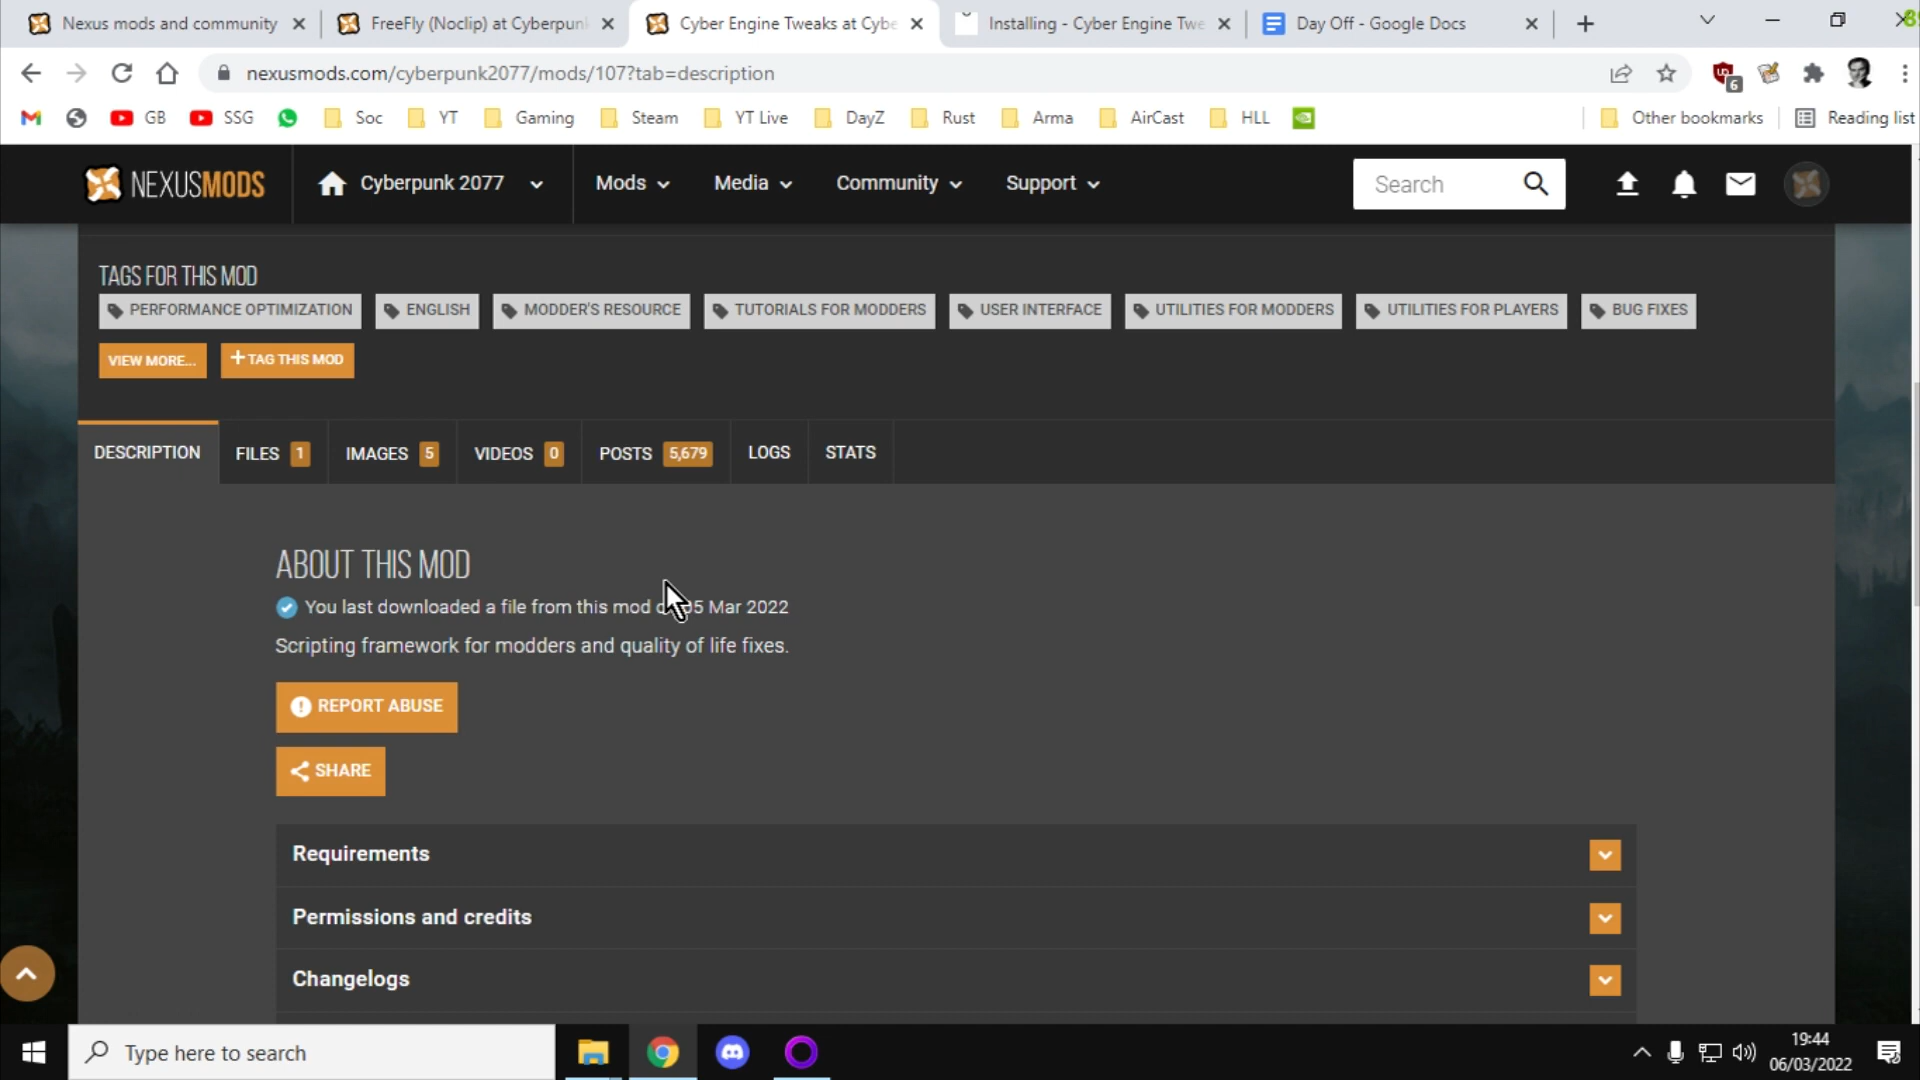 Nexus mods and community
FreeFly (Noclip) at Cyberpun
Cyber Engine Tweaks at Cybe
Installing - Cyber Engine Twe
Day Off - Google Docs
nexusmods.com/cyberpunk2077/mods/107?tab=description
6
GB
SSG
Soc
YT
Gaming
Steam
YT Live
DayZ
Rust
Arma
AirCast
HLL
Other bookmarks
Reading list
NEXUSMODS
Cyberpunk 2077
Mods
Media
Community
Support
Search
TAGS FOR THIS MOD
PERFORMANCE OPTIMIZATION
ENGLISH
MODDER'S RESOURCE
TUTORIALS FOR MODDERS
USER INTERFACE
UTILITIES FOR MODDERS
UTILITIES FOR PLAYERS
BUG FIXES
VIEW MORE...
+TAG THIS MOD
DESCRIPTION
FILES 1
IMAGES 5
VIDEOS 0
POSTS 5,679
LOGS
STATS
ABOUT THIS MOD
You last downloaded a file from this mod 05 Mar 2022
Scripting framework for modders and quality of life fixes.
REPORT ABUSE
SHARE
Requirements
Permissions and credits
Changelogs
Type here to search
19:44
06/03/2022